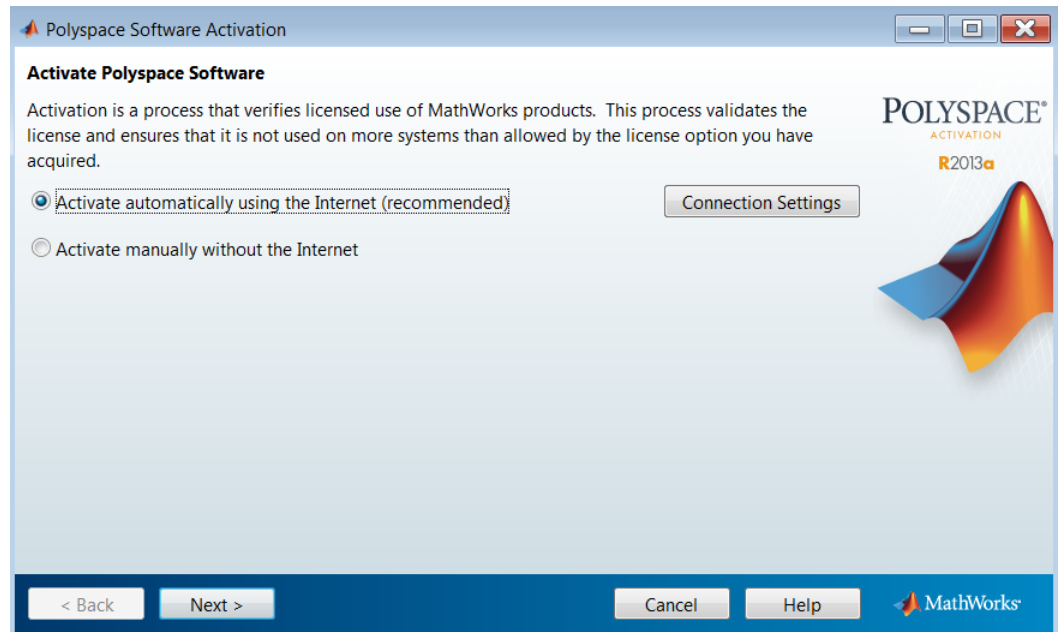 Polyspace Software Activation
Activate Polyspace Software
Activation is a process that verifies licensed use of MathWorks products. This process validates the
license and ensures that it is not used on more systems than allowed by the license option you have
acquired.
POLYSPACE®
ACTIVATION
R2013a
Activate automatically using the Internet (recommended)
Connection Settings
Activate manually without the Internet
< Back
Next >
Cancel
Help
MathWorks®